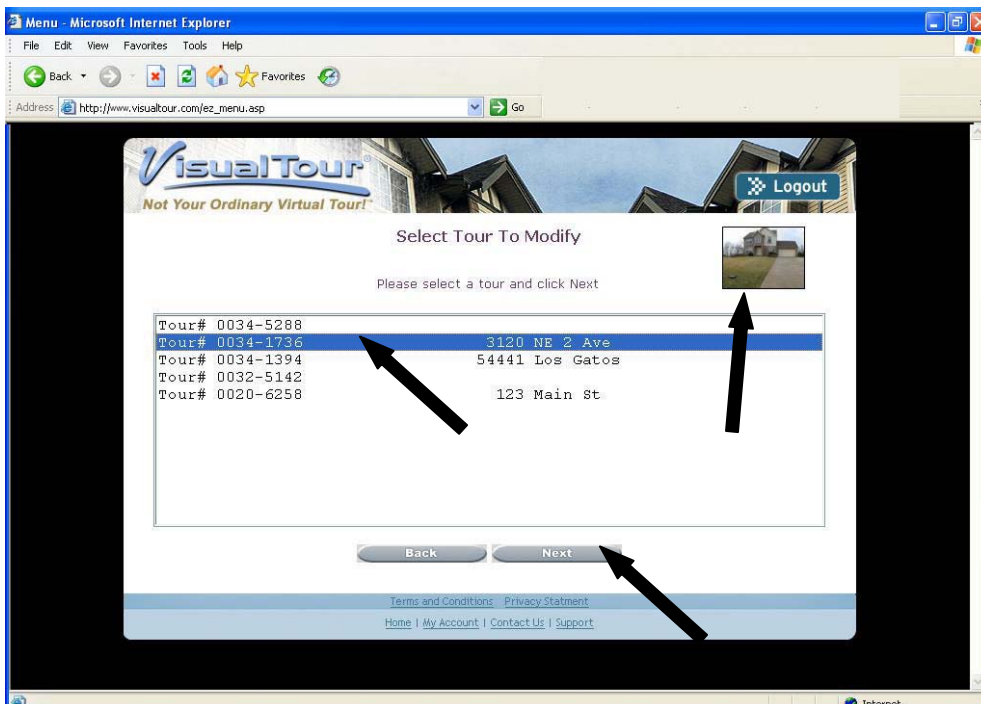 Menu - Microsoft Internet Explorer
File Edit View Favorites Tools Help
Back Favorites
Address http://www.visualtour.com/ez_menu.asp Go
VisualTour®
Not Your Ordinary Virtual Tour!
Logout
Select Tour To Modify
Please select a tour and click Next
Tour# 0034-5288
Tour# 0034-1736 3120 NE 2 Ave
Tour# 0034-1394 54441 Los Gatos
Tour# 0032-5142
Tour# 0020-6258 123 Main St
Back Next
Terms and Conditions Privacy Statment
Home | My Account | Contact Us | Support
Internet